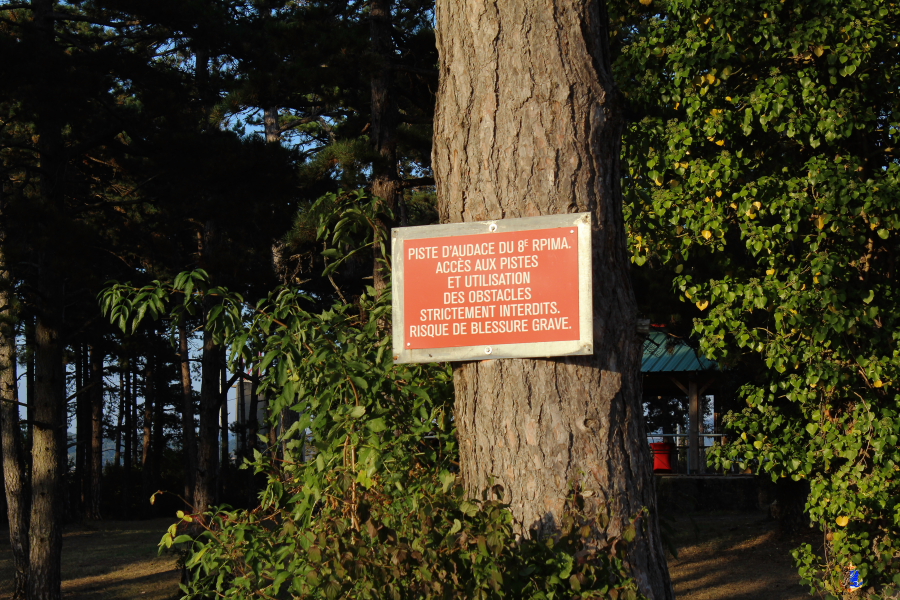 PISTE D'AUDACE DU 8E RPIMA.
ACCÈS AUX PISTES
ET UTILISATION
DES OBSTACLES
STRICTEMENT INTERDITS.
RISQUE DE BLESSURE GRAVE.